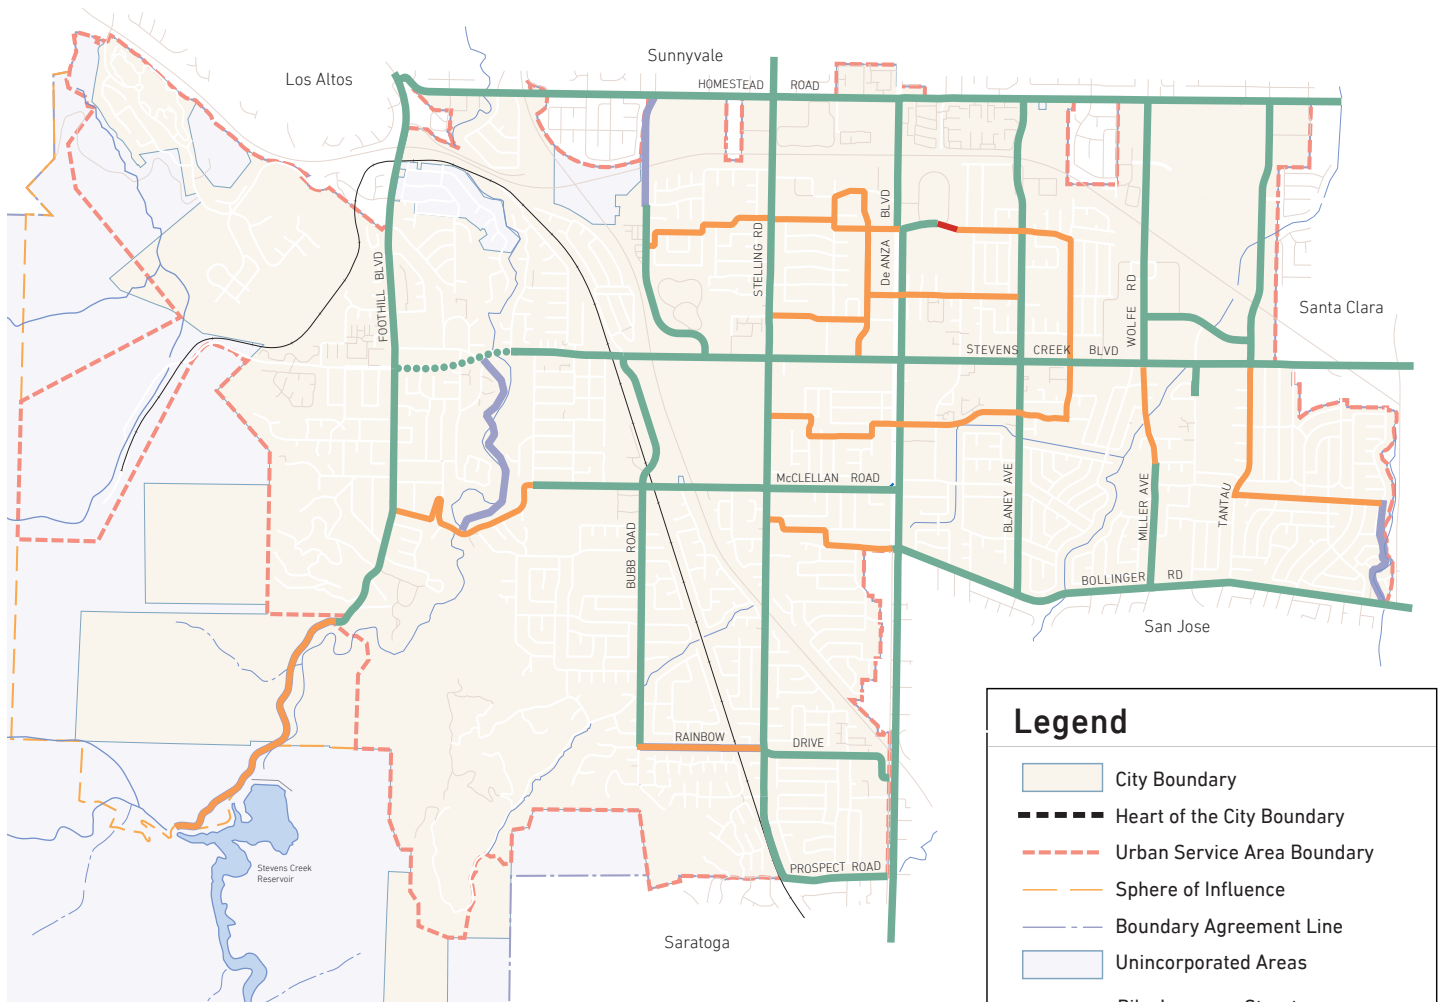 Sunnyvale
Los Altos
HOMESTEAD ROAD
De ANZA BLVD
STELLING RD
FOOTHILL BLVD
WOLFE RD
Santa Clara
STEVENS CREEK BLVD
McCLELLAN ROAD
BLANEY AVE
MILLER AVE
TANTAU
BUBB ROAD
BOLLINGER RD
San Jose
RAINBOW DRIVE
PROSPECT ROAD
Stevens Creek
Reservoir
Saratoga
Legend
City Boundary
Heart of the City Boundary
Urban Service Area Boundary
Sphere of Influence
Boundary Agreement Line
Unincorporated Areas